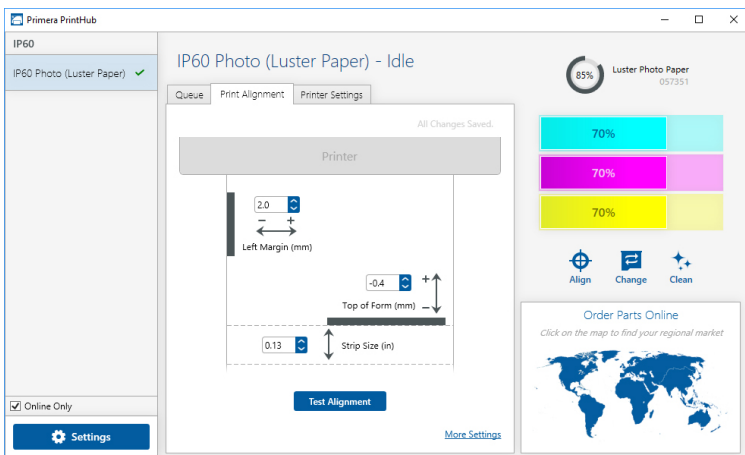 Primera PrintHub
IP60
IP60 Photo (Luster Paper)
Online Only
Settings
IP60 Photo (Luster Paper) - Idle
Queue
Print Alignment
Printer Settings
All Changes Saved.
Printer
2.0
− +
Left Margin (mm)
-0.4
+
Top of Form (mm) −
0.13
Strip Size (in)
Test Alignment
More Settings
85%
Luster Photo Paper
057351
70%
70%
70%
Align
Change
Clean
Order Parts Online
Click on the map to find your regional market